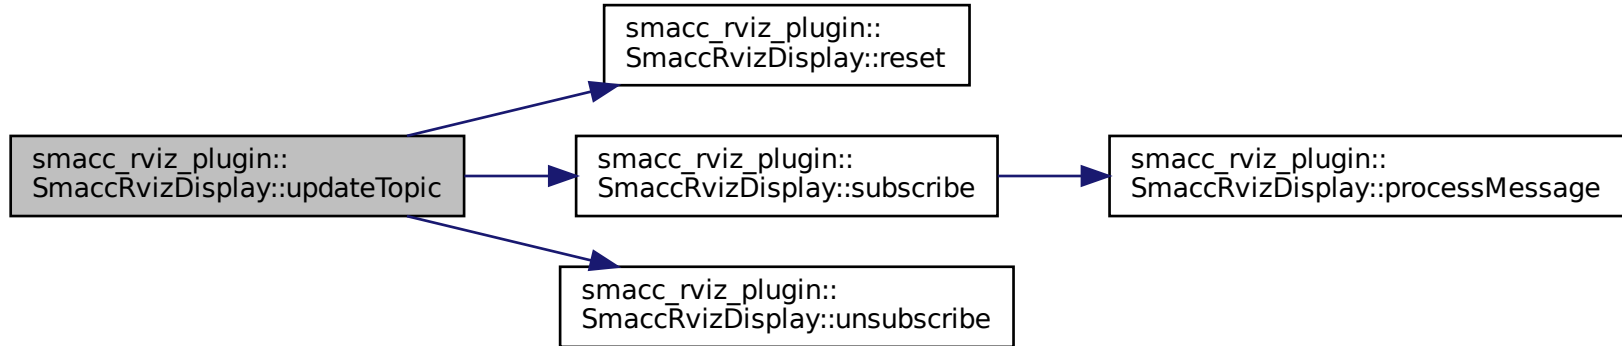 smacc_rviz_plugin::
SmaccRvizDisplay::reset
smacc_rviz_plugin::
SmaccRvizDisplay::updateTopic
smacc_rviz_plugin::
SmaccRvizDisplay::subscribe
smacc_rviz_plugin::
SmaccRvizDisplay::processMessage
smacc_rviz_plugin::
SmaccRvizDisplay::unsubscribe